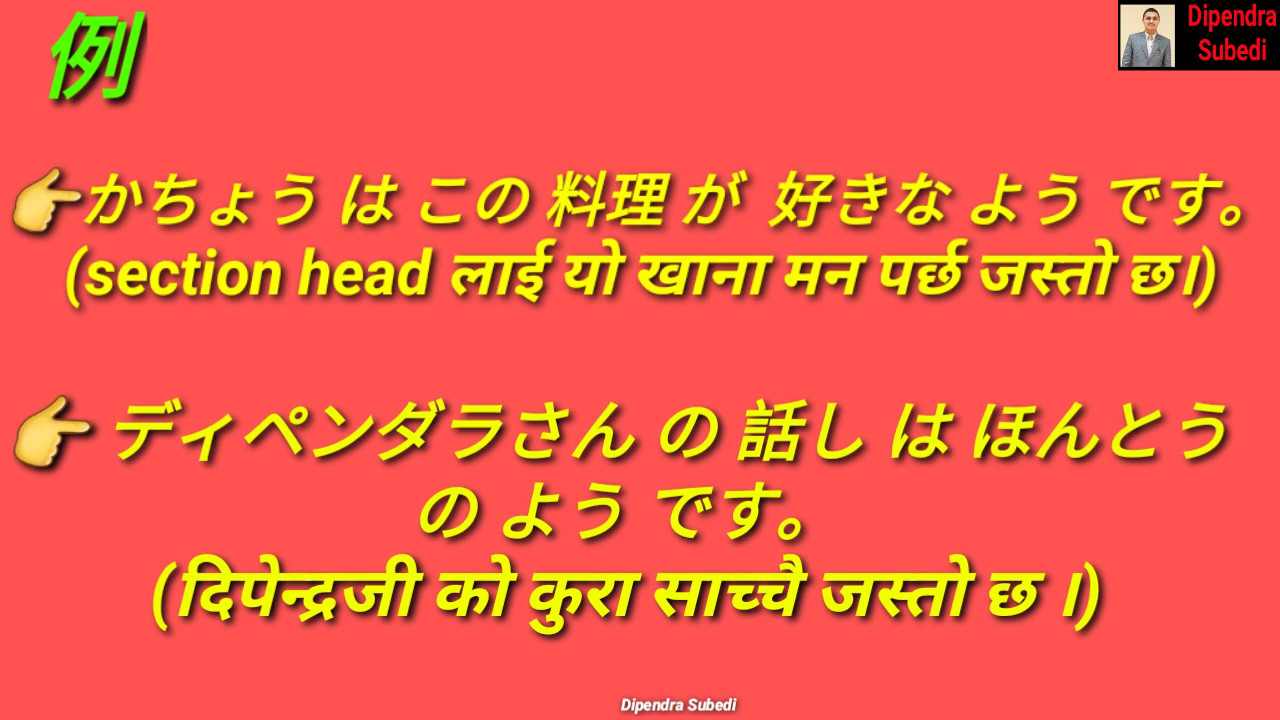 例
Dipendra
Subedi
👉かちょう は この 料理 が 好きな よう です。
(section head लाई यो खाना मन पर्छ जस्तो छ।)
👉 ディペンダラさん の 話し は ほんとう
の よう です。
(दिपेन्द्रजी को कुरा साच्चै जस्तो छ ।)
Dipendra Subedi